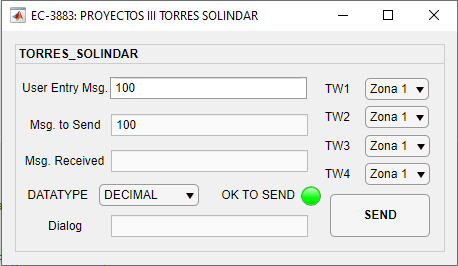 EC-3883: PROYECTOS III TORRES SOLINDAR
TORRES_SOLINDAR
User Entry Msg. 100
TW1 Zona 1
Msg. to Send 100
TW2 Zona 1
Msg. Received
TW3 Zona 1
TW4 Zona 1
DATATYPE DECIMAL OK TO SEND
SEND
Dialog